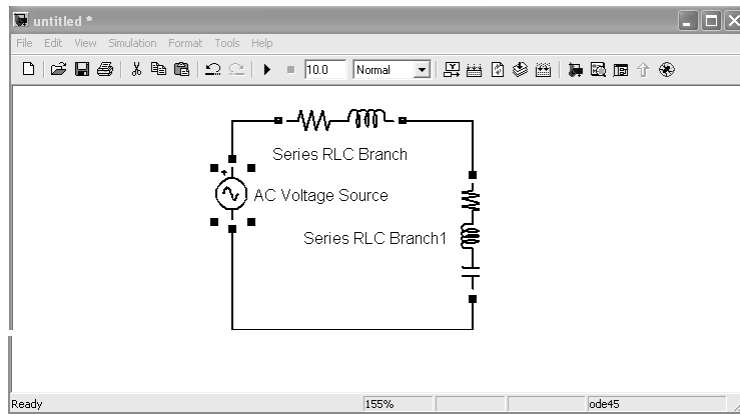 untitled *
File Edit View Simulation Format Tools Help
10.0 Normal
Series RLC Branch
+
AC Voltage Source
Series RLC Branch1
Ready 155% ode45